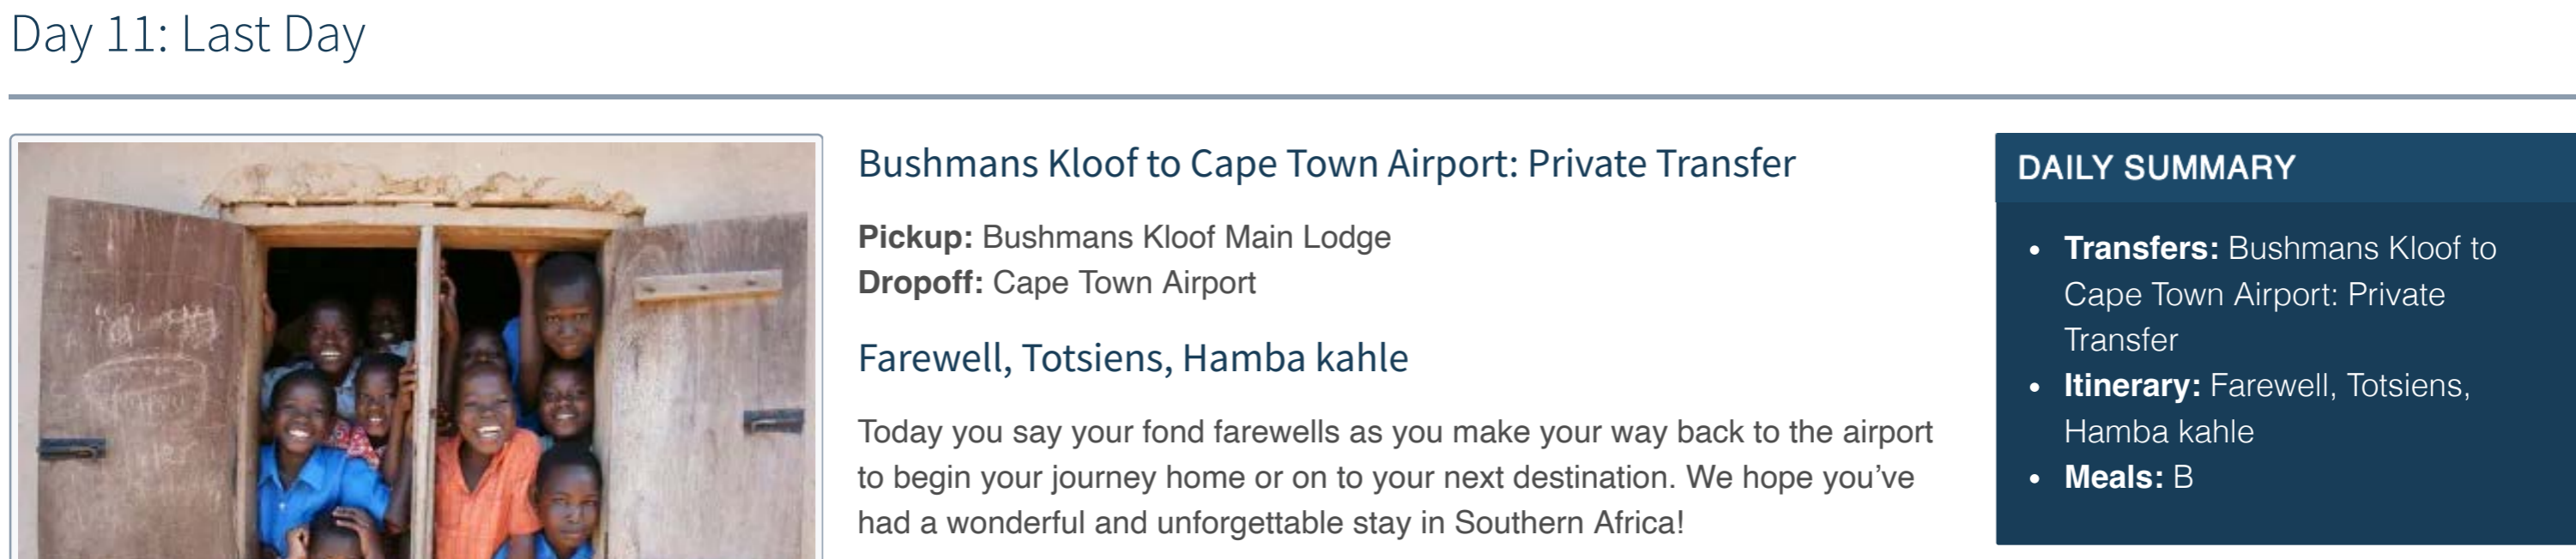 Day 11: Last Day
Bushmans Kloof to Cape Town Airport: Private Transfer
Pickup: Bushmans Kloof Main Lodge
Dropoff: Cape Town Airport
Farewell, Totsiens, Hamba kahle
Today you say your fond farewells as you make your way back to the airport
to begin your journey home or on to your next destination. We hope you’ve
had a wonderful and unforgettable stay in Southern Africa!
DAILY SUMMARY
• Transfers: Bushmans Kloof to
Cape Town Airport: Private
Transfer
• Itinerary: Farewell, Totsiens,
Hamba kahle
• Meals: B